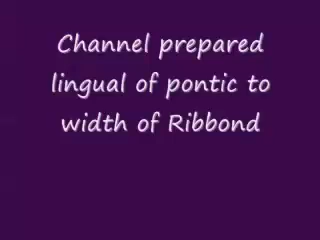 Channel prepared
lingual of pontic to
width of Ribbond